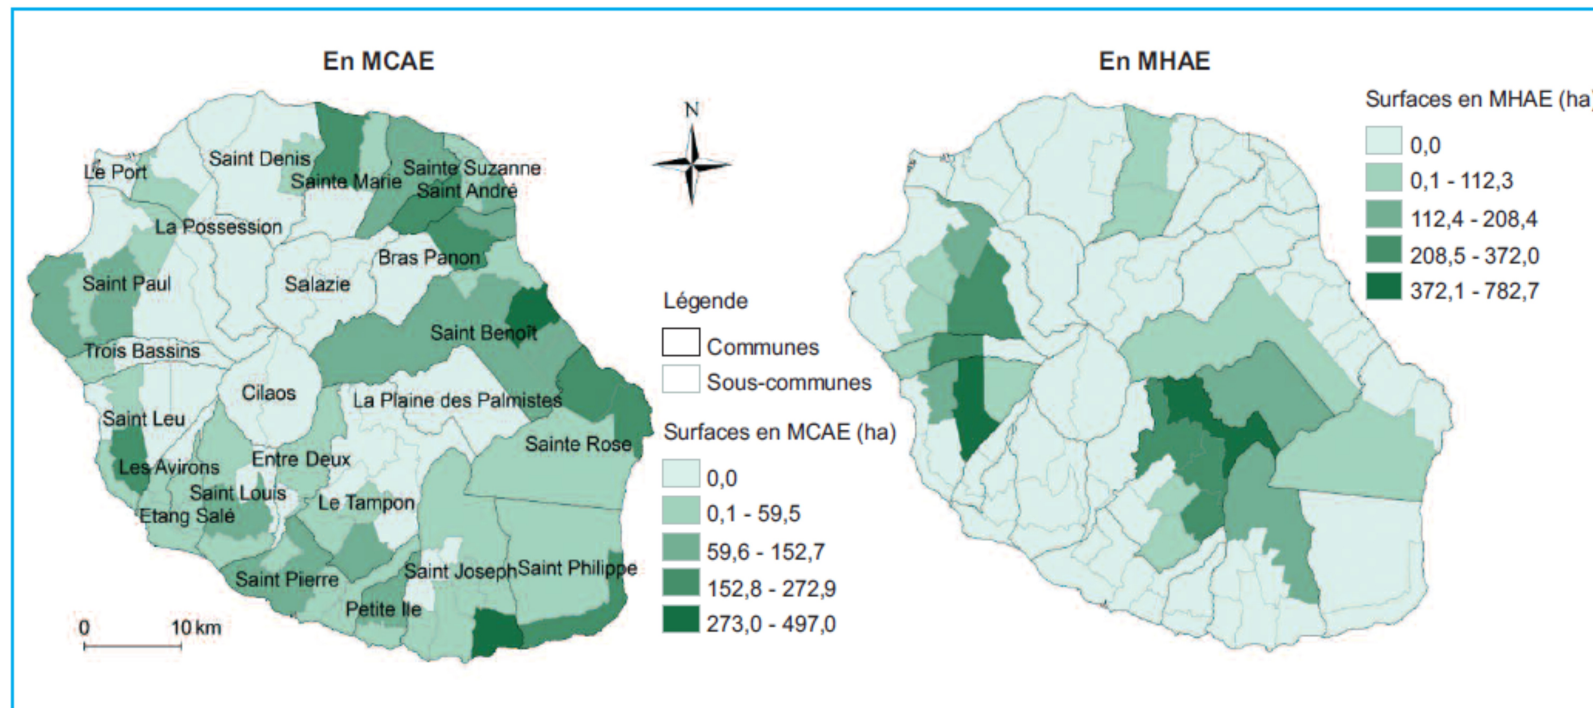 En MCAE
Saint Denis
Le Port
Sainte Marie
Sainte Suzanne
Saint André
La Possession
Bras Panon
Saint Paul
Salazie
Saint Benoît
Trois Bassins
Cilaos
La Plaine des Palmistes
Saint Leu
Sainte Rose
Entre Deux
Les Avirons
Saint Louis
Le Tampon
Etang Salé
Saint Joseph
Saint Philippe
Saint Pierre
Petite Ile
0 10 km
N
Légende
Communes
Sous-communes
Surfaces en MCAE (ha)
0,0
0,1 - 59,5
59,6 - 152,7
152,8 - 272,9
273,0 - 497,0
En MHAE
Surfaces en MHAE (ha)
0,0
0,1 - 112,3
112,4 - 208,4
208,5 - 372,0
372,1 - 782,7